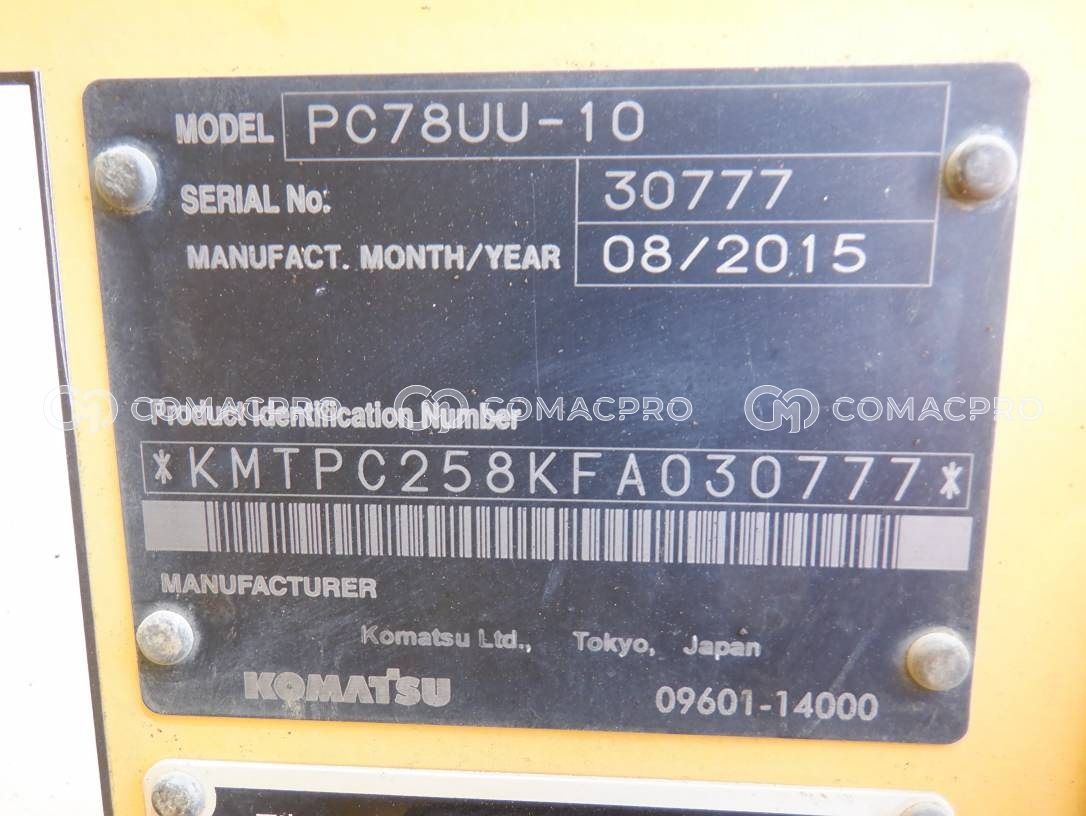 MODEL PC78UU-10
SERIAL No. 30777
MANUFACT. MONTH/YEAR 08/2015
Product Identification Number
COMACPRO COMACPRO COMACPRO
*KMTPC258KFA030777*
MANUFACTURER
Komatsu Ltd., Tokyo, Japan
KOMATSU 09601-14000